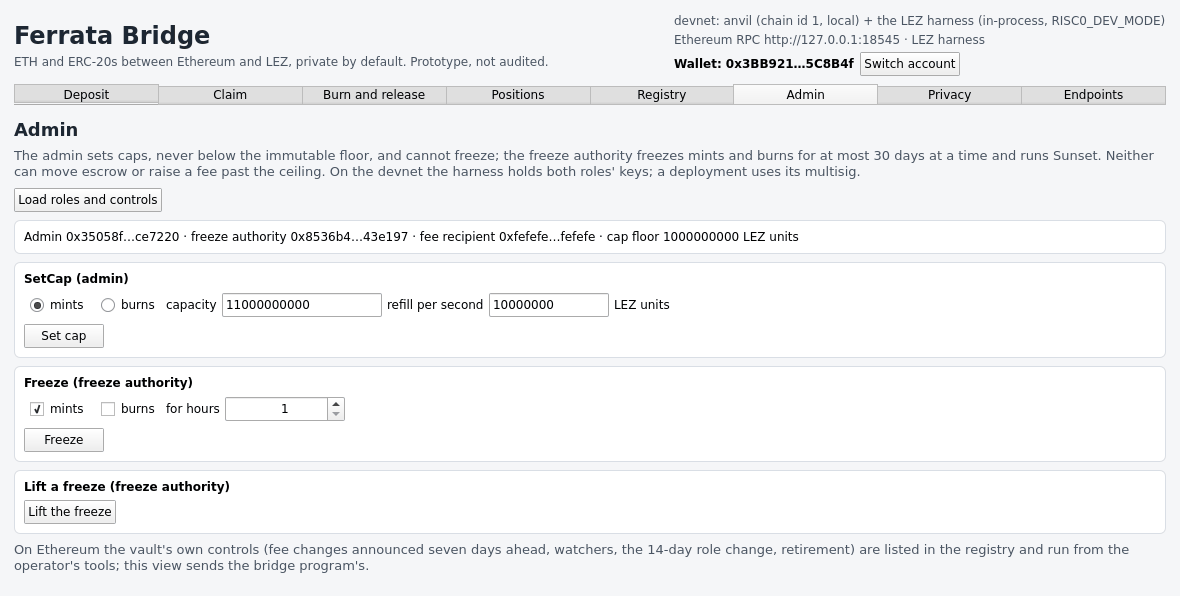 Ferrata Bridge
ETH and ERC-20s between Ethereum and LEZ, private by default. Prototype, not audited.
devnet: anvil (chain id 1, local) + the LEZ harness (in-process, RISC0_DEV_MODE)
Ethereum RPC http://127.0.0.1:18545 · LEZ harness
Wallet: 0x3BB921…5C8B4f Switch account
Deposit Claim Burn and release Positions Registry Admin Privacy Endpoints
Admin
The admin sets caps, never below the immutable floor, and cannot freeze; the freeze authority freezes mints and burns for at most 30 days at a time and runs Sunset. Neither
can move escrow or raise a fee past the ceiling. On the devnet the harness holds both roles' keys; a deployment uses its multisig.
Load roles and controls
Admin 0x35058f…ce7220 · freeze authority 0x8536b4…43e197 · fee recipient 0xfefefe…fefefe · cap floor 1000000000 LEZ units
SetCap (admin)
mints burns capacity 11000000000 refill per second 10000000 LEZ units
Set cap
Freeze (freeze authority)
mints burns for hours 1
Freeze
Lift a freeze (freeze authority)
Lift the freeze
On Ethereum the vault's own controls (fee changes announced seven days ahead, watchers, the 14-day role change, retirement) are listed in the registry and run from the
operator's tools; this view sends the bridge program's.